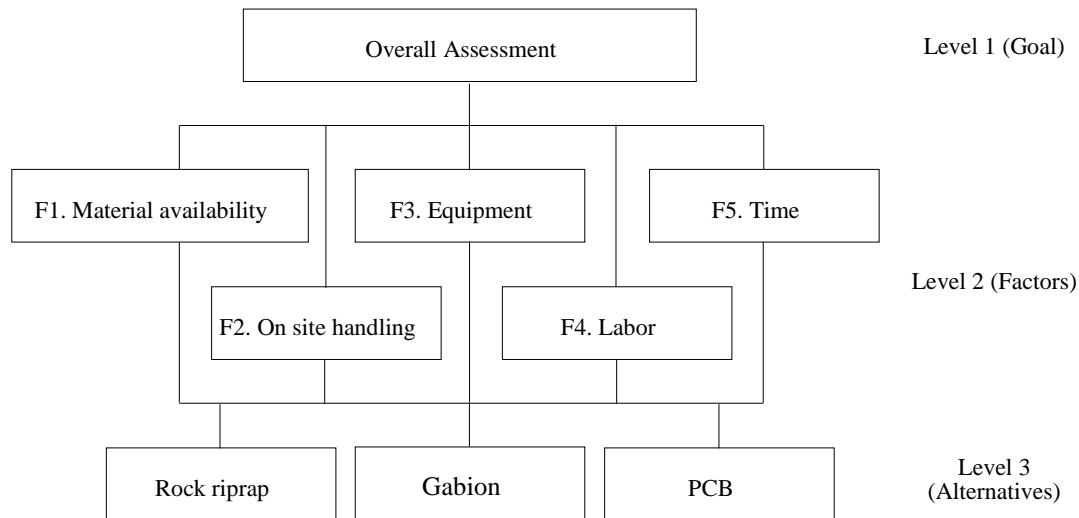 Overall Assessment
Level 1 (Goal)
F1. Material availability
F3. Equipment
F5. Time
Level 2 (Factors)
F2. On site handling
F4. Labor
Rock riprap
Gabion
PCB
Level 3
(Alternatives)